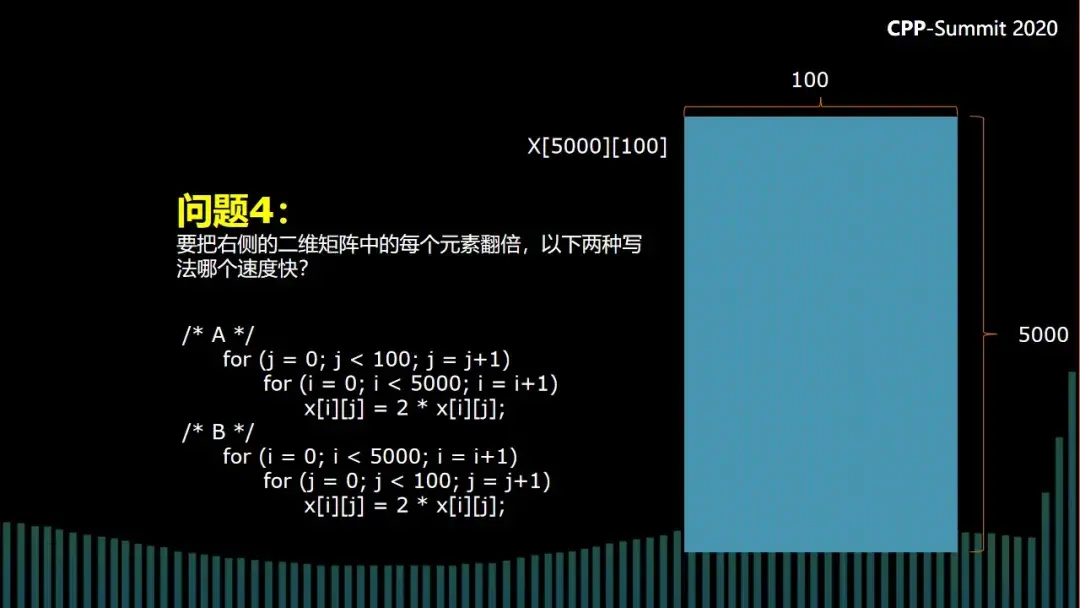 CPP-Summit 2020
100
X[5000][100]
问题4：
要把右侧的二维矩阵中的每个元素翻倍，以下两种写
法哪个速度快？
/* A */
for (j = 0; j < 100; j = j+1)
for (i = 0; i < 5000; i = i+1)
x[i][j] = 2 * x[i][j];
/* B */
for (i = 0; i < 5000; i = i+1)
for (j = 0; j < 100; j = j+1)
x[i][j] = 2 * x[i][j];
5000